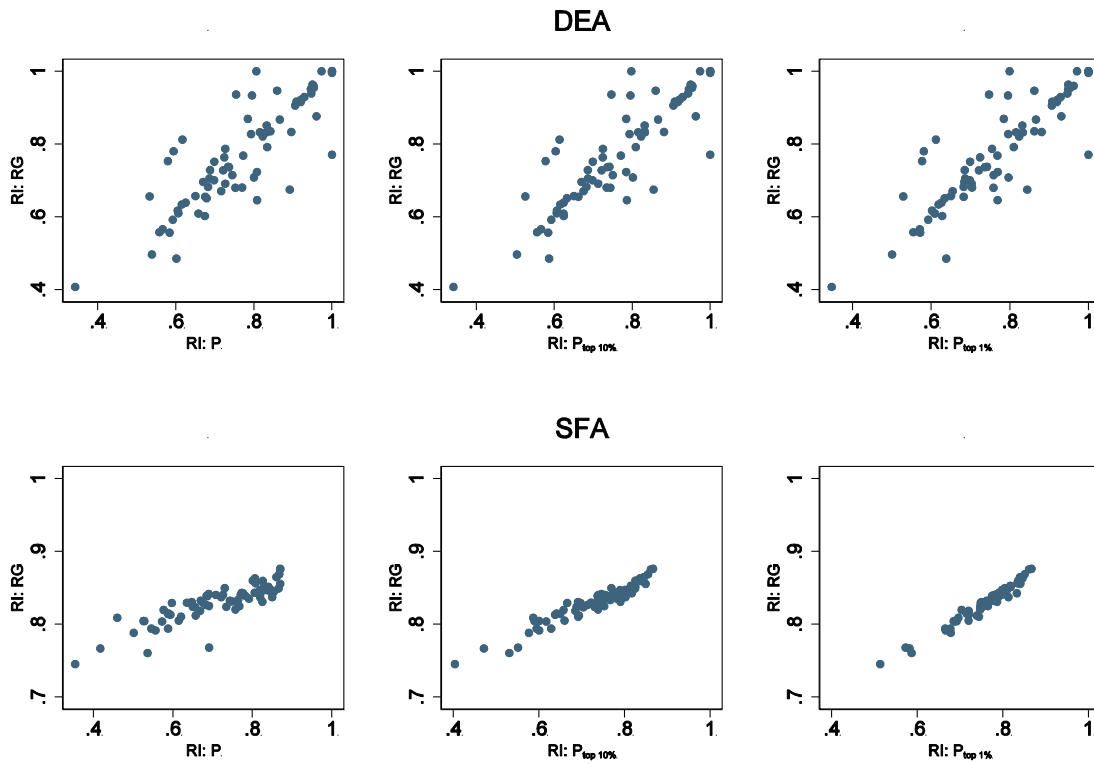 DEA
RI: RG
1
.8
.6
.4
.4 .6 .8 1
RI: P
RI: RG
1
.8
.6
.4
.4 .6 .8 1
RI: Ptop 10%
RI: RG
1
.8
.6
.4
.4 .6 .8 1
RI: Ptop 1%
SFA
RI: RG
1
.9
.8
.7
.4 .6 .8 1
RI: P
RI: RG
1
.9
.8
.7
.4 .6 .8 1
RI: Ptop 10%
RI: RG
1
.9
.8
.7
.4 .6 .8 1
RI: Ptop 1%